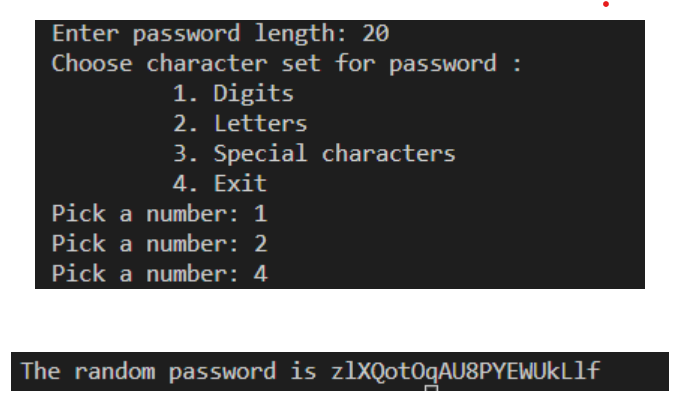 Enter password length: 20
Choose character set for password :
1. Digits
2. Letters
3. Special characters
4. Exit
Pick a number: 1
Pick a number: 2
Pick a number: 4
The random password is zlXQotOqAU8PYEWUkLlf